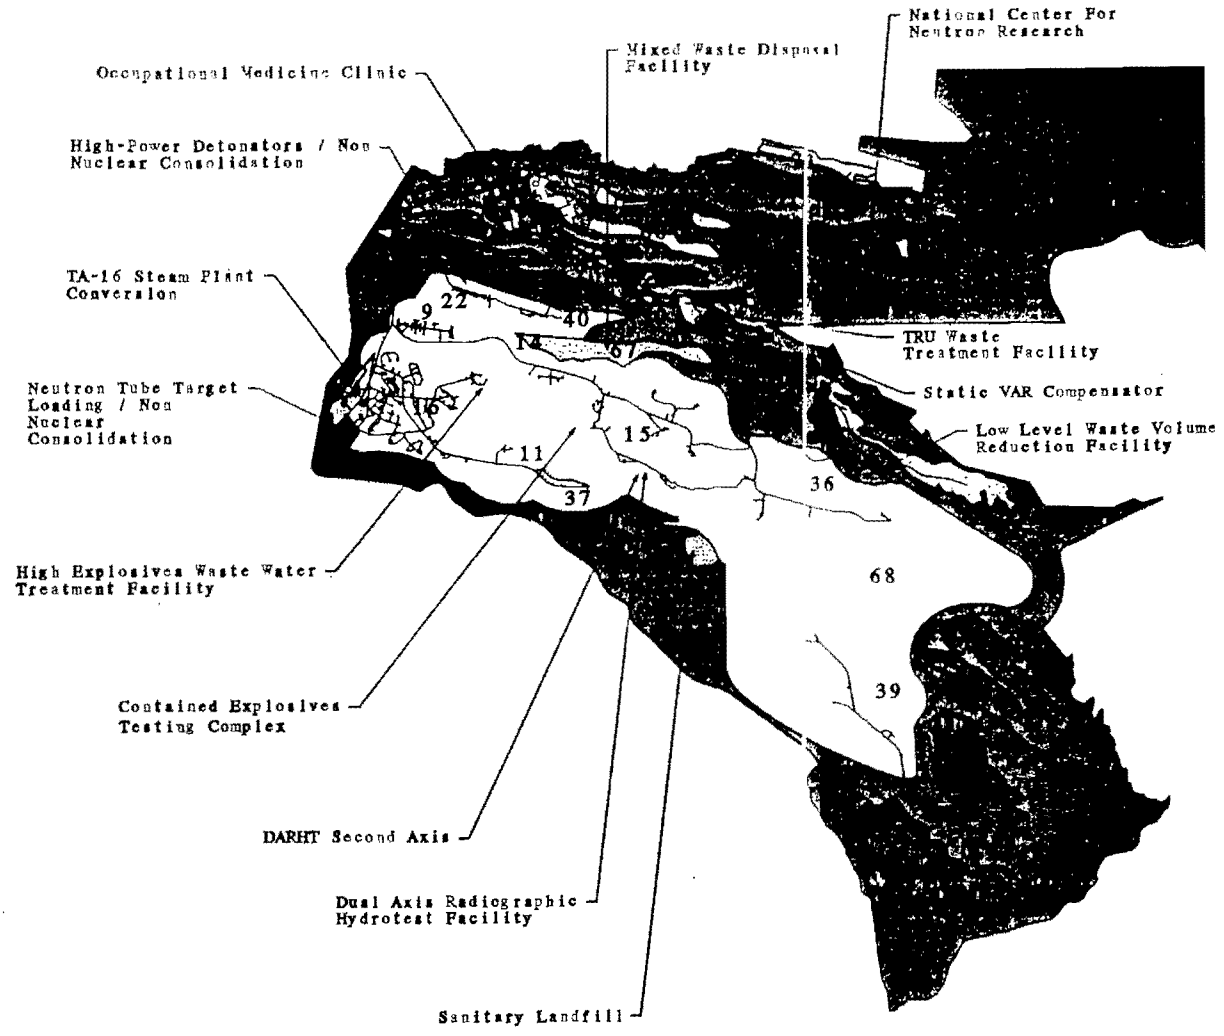 National Center For
Neutron Research
Mixed Waste Disposal
Facility
Occupational Medicine Clinic
High-Power Detonators / Non
Nuclear Consolidation
TA-16 Steam Plant
Conversion
22
9
40
14
67
TRU Waste
Treatment Facility
Neutron Tube Target
Loading / Non
Nuclear
Consolidation
16
Static VAR Compensator
15
Low Level Waste Volume
Reduction Facility
11
36
37
High Explosives Waste Water
Treatment Facility
68
39
Contained Explosives
Testing Complex
DARHT Second Axis
Dual Axis Radiographic
Hydrotest Facility
Sanitary Landfill